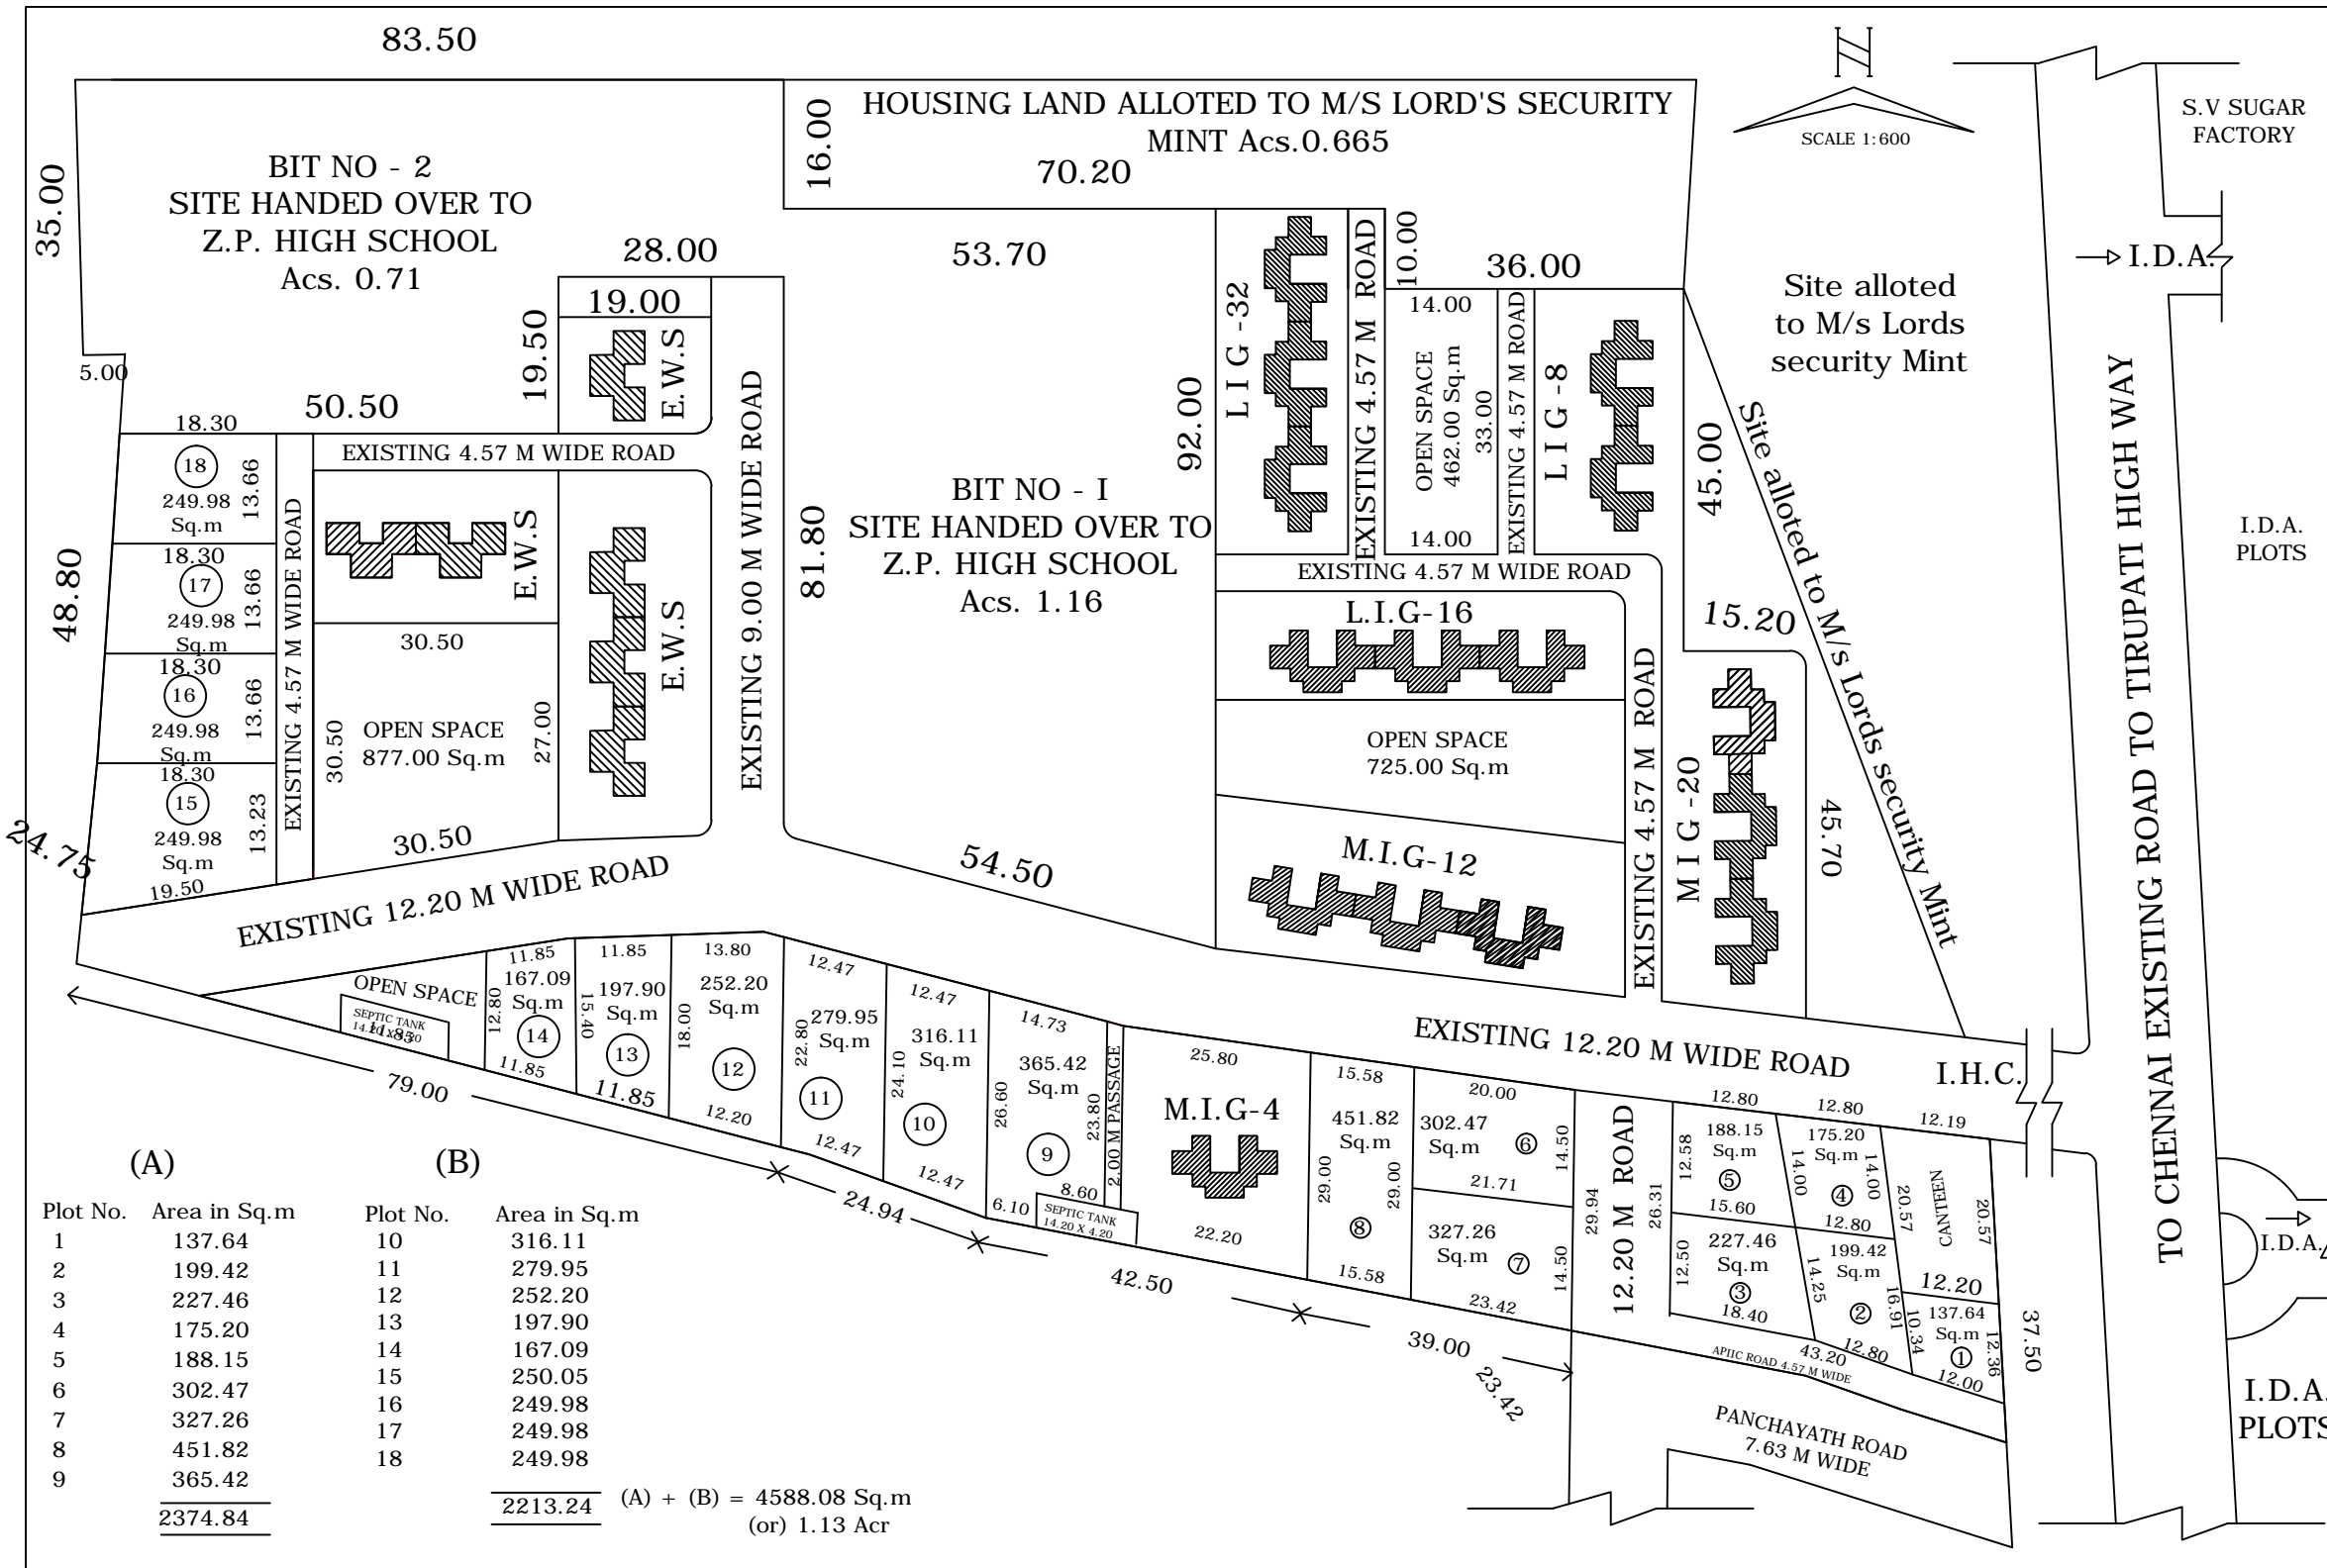 83.50
HOUSING LAND ALLOTED TO M/S LORD'S SECURITY
MINT Acs.0.665
70.20
16.00
SCALE 1:600
S.V SUGAR
FACTORY
35.00
BIT NO - 2
SITE HANDED OVER TO
Z.P. HIGH SCHOOL
Acs. 0.71
28.00
19.00
19.50
E.W.S
5.00
50.50
53.70
92.00
L I G -32
EXISTING 4.57 M ROAD
10.00
36.00
14.00
OPEN SPACE
462.00 Sq.m
33.00
14.00
EXISTING 4.57 M ROAD
L I G -8
45.00
Site alloted
to M/s Lords
security Mint
Site alloted to M/s Lords security Mint
I.D.A.
I.D.A.
PLOTS
TO CHENNAI EXISTING ROAD TO TIRUPATI HIGH WAY
48.80
18.30
18
249.98
Sq.m
13.66
18.30
17
249.98
Sq.m
13.66
18.30
16
249.98
Sq.m
13.66
18.30
15
249.98
Sq.m
13.23
19.50
24.75
EXISTING 4.57 M WIDE ROAD
EXISTING 4.57 M WIDE ROAD
E.W.S
30.50
OPEN SPACE
877.00 Sq.m
30.50
27.00
30.50
E.W.S
EXISTING 9.00 M WIDE ROAD
81.80
BIT NO - I
SITE HANDED OVER TO
Z.P. HIGH SCHOOL
Acs. 1.16
54.50
EXISTING 4.57 M WIDE ROAD
L.I.G-16
OPEN SPACE
725.00 Sq.m
M.I.G-12
EXISTING 4.57 M ROAD
15.20
M I G -20
45.70
EXISTING 12.20 M WIDE ROAD
EXISTING 12.20 M WIDE ROAD
I.H.C.
OPEN SPACE
SEPTIC TANK
14.20 X 4.20
11.85
79.00
11.85
167.09
Sq.m
12.80
14
11.85
11.85
197.90
Sq.m
15.40
13
11.85
13.80
252.20
Sq.m
18.00
12
12.20
12.47
279.95
Sq.m
22.80
11
12.47
24.94
12.47
316.11
Sq.m
24.10
10
12.47
14.73
365.42
Sq.m
26.60
9
23.80
8.60
6.10
SEPTIC TANK
14.20 X 4.20
2.00 M PASSAGE
25.80
M.I.G-4
22.20
42.50
15.58
451.82
Sq.m
29.00
29.00
8
15.58
20.00
302.47
Sq.m
6
14.50
21.71
327.26
Sq.m
7
14.50
23.42
39.00
23.42
29.94
12.20 M ROAD
26.31
12.80
188.15
Sq.m
12.58
5
15.60
12.80
175.20
Sq.m
14.00
14.00
4
12.80
12.19
CANTEEN
20.57
20.57
12.20
227.46
Sq.m
12.50
3
18.40
199.42
Sq.m
14.25
2
16.91
12.80
137.64
Sq.m
10.34
1
12.36
12.00
43.20
APIIC ROAD 4.57 M WIDE
PANCHAYATH ROAD
7.63 M WIDE
37.50
I.D.A.
I.D.A.
PLOTS
(A)
Plot No. Area in Sq.m
1 137.64
2 199.42
3 227.46
4 175.20
5 188.15
6 302.47
7 327.26
8 451.82
9 365.42
2374.84
(B)
Plot No. Area in Sq.m
10 316.11
11 279.95
12 252.20
13 197.90
14 167.09
15 250.05
16 249.98
17 249.98
18 249.98
2213.24
(A) + (B) = 4588.08 Sq.m
(or) 1.13 Acr